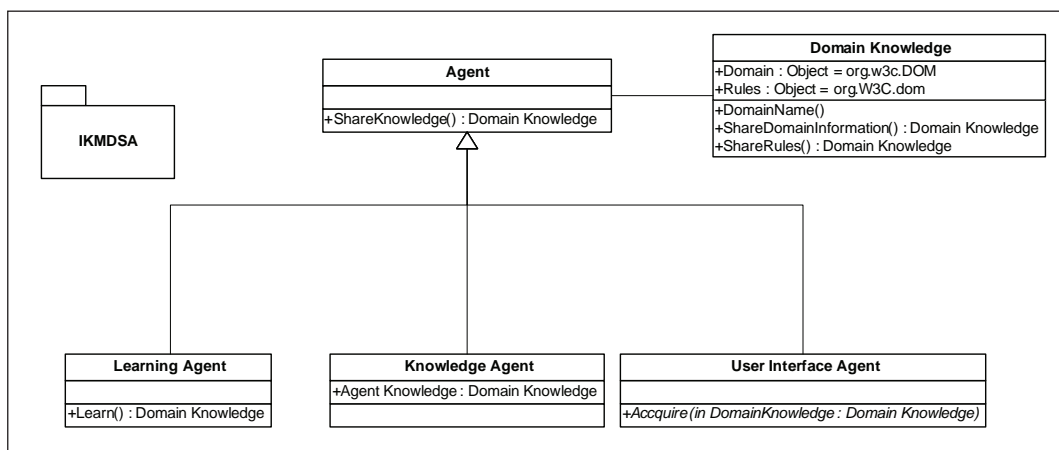 Domain Knowledge
+Domain : Object = org.w3c.DOM
+Rules : Object = org.W3C.dom
+DomainName()
+ShareDomainInformation() : Domain Knowledge
+ShareRules() : Domain Knowledge
Agent
+ShareKnowledge() : Domain Knowledge
IKMDSA
Learning Agent
+Learn() : Domain Knowledge
Knowledge Agent
+Agent Knowledge : Domain Knowledge
User Interface Agent
+Accquire(in DomainKnowledge : Domain Knowledge)